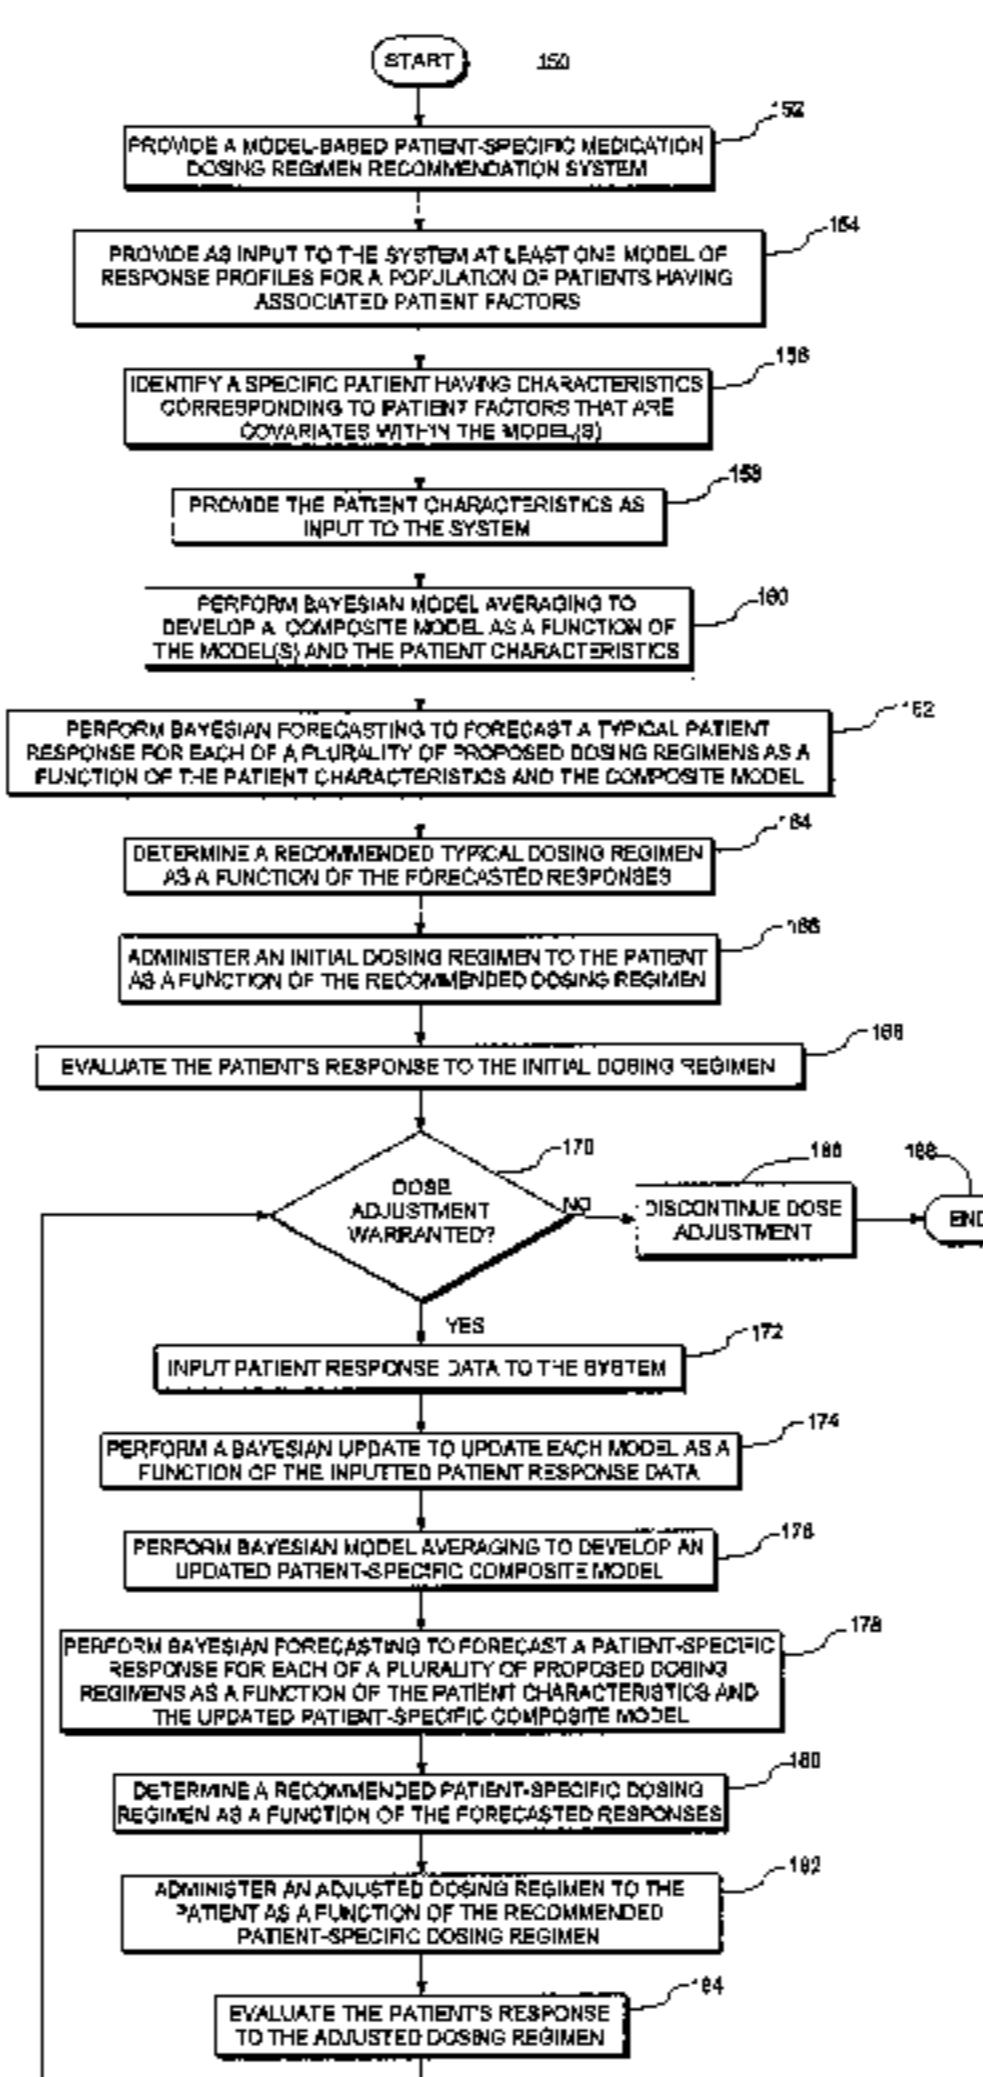 START
150
152
PROVIDE A MODEL-BASED PATIENT-SPECIFIC MEDICATION
DOSING REGIMEN RECOMMENDATION SYSTEM
154
PROVIDE AS INPUT TO THE SYSTEM AT LEAST ONE MODEL OF
RESPONSE PROFILES FOR A POPULATION OF PATIENTS HAVING
ASSOCIATED PATIENT FACTORS
156
IDENTIFY A SPECIFIC PATIENT HAVING CHARACTERISTICS
CORRESPONDING TO PATIENT FACTORS THAT ARE
COVARIATES WITHIN THE MODEL(S)
158
PROVIDE THE PATIENT CHARACTERISTICS AS
INPUT TO THE SYSTEM
160
PERFORM BAYESIAN MODEL AVERAGING TO
DEVELOP A COMPOSITE MODEL AS A FUNCTION OF
THE MODEL(S) AND THE PATIENT CHARACTERISTICS
162
PERFORM BAYESIAN FORECASTING TO FORECAST A TYPICAL PATIENT
RESPONSE FOR EACH OF A PLURALITY OF PROPOSED DOSING REGIMENS AS A
FUNCTION OF THE PATIENT CHARACTERISTICS AND THE COMPOSITE MODEL
164
DETERMINE A RECOMMENDED TYPICAL DOSING REGIMEN
AS A FUNCTION OF THE FORECASTED RESPONSES
166
ADMINISTER AN INITIAL DOSING REGIMEN TO THE PATIENT
AS A FUNCTION OF THE RECOMMENDED DOSING REGIMEN
168
EVALUATE THE PATIENT'S RESPONSE TO THE INITIAL DOSING REGIMEN
170
DOSE
ADJUSTMENT
WARRANTED?
NO
186
DISCONTINUE DOSE
ADJUSTMENT
188
END
YES
172
INPUT PATIENT RESPONSE DATA TO THE SYSTEM
174
PERFORM A BAYESIAN UPDATE TO UPDATE EACH MODEL AS A
FUNCTION OF THE INPUTTED PATIENT RESPONSE DATA
176
PERFORM BAYESIAN MODEL AVERAGING TO DEVELOP AN
UPDATED PATIENT-SPECIFIC COMPOSITE MODEL
178
PERFORM BAYESIAN FORECASTING TO FORECAST A PATIENT-SPECIFIC
RESPONSE FOR EACH OF A PLURALITY OF PROPOSED DOSING
REGIMENS AS A FUNCTION OF THE PATIENT CHARACTERISTICS AND
THE UPDATED PATIENT-SPECIFIC COMPOSITE MODEL
180
DETERMINE A RECOMMENDED PATIENT-SPECIFIC DOSING
REGIMEN AS A FUNCTION OF THE FORECASTED RESPONSES
182
ADMINISTER AN ADJUSTED DOSING REGIMEN TO THE
PATIENT AS A FUNCTION OF THE RECOMMENDED
PATIENT-SPECIFIC DOSING REGIMEN
184
EVALUATE THE PATIENT'S RESPONSE
TO THE ADJUSTED DOSING REGIMEN